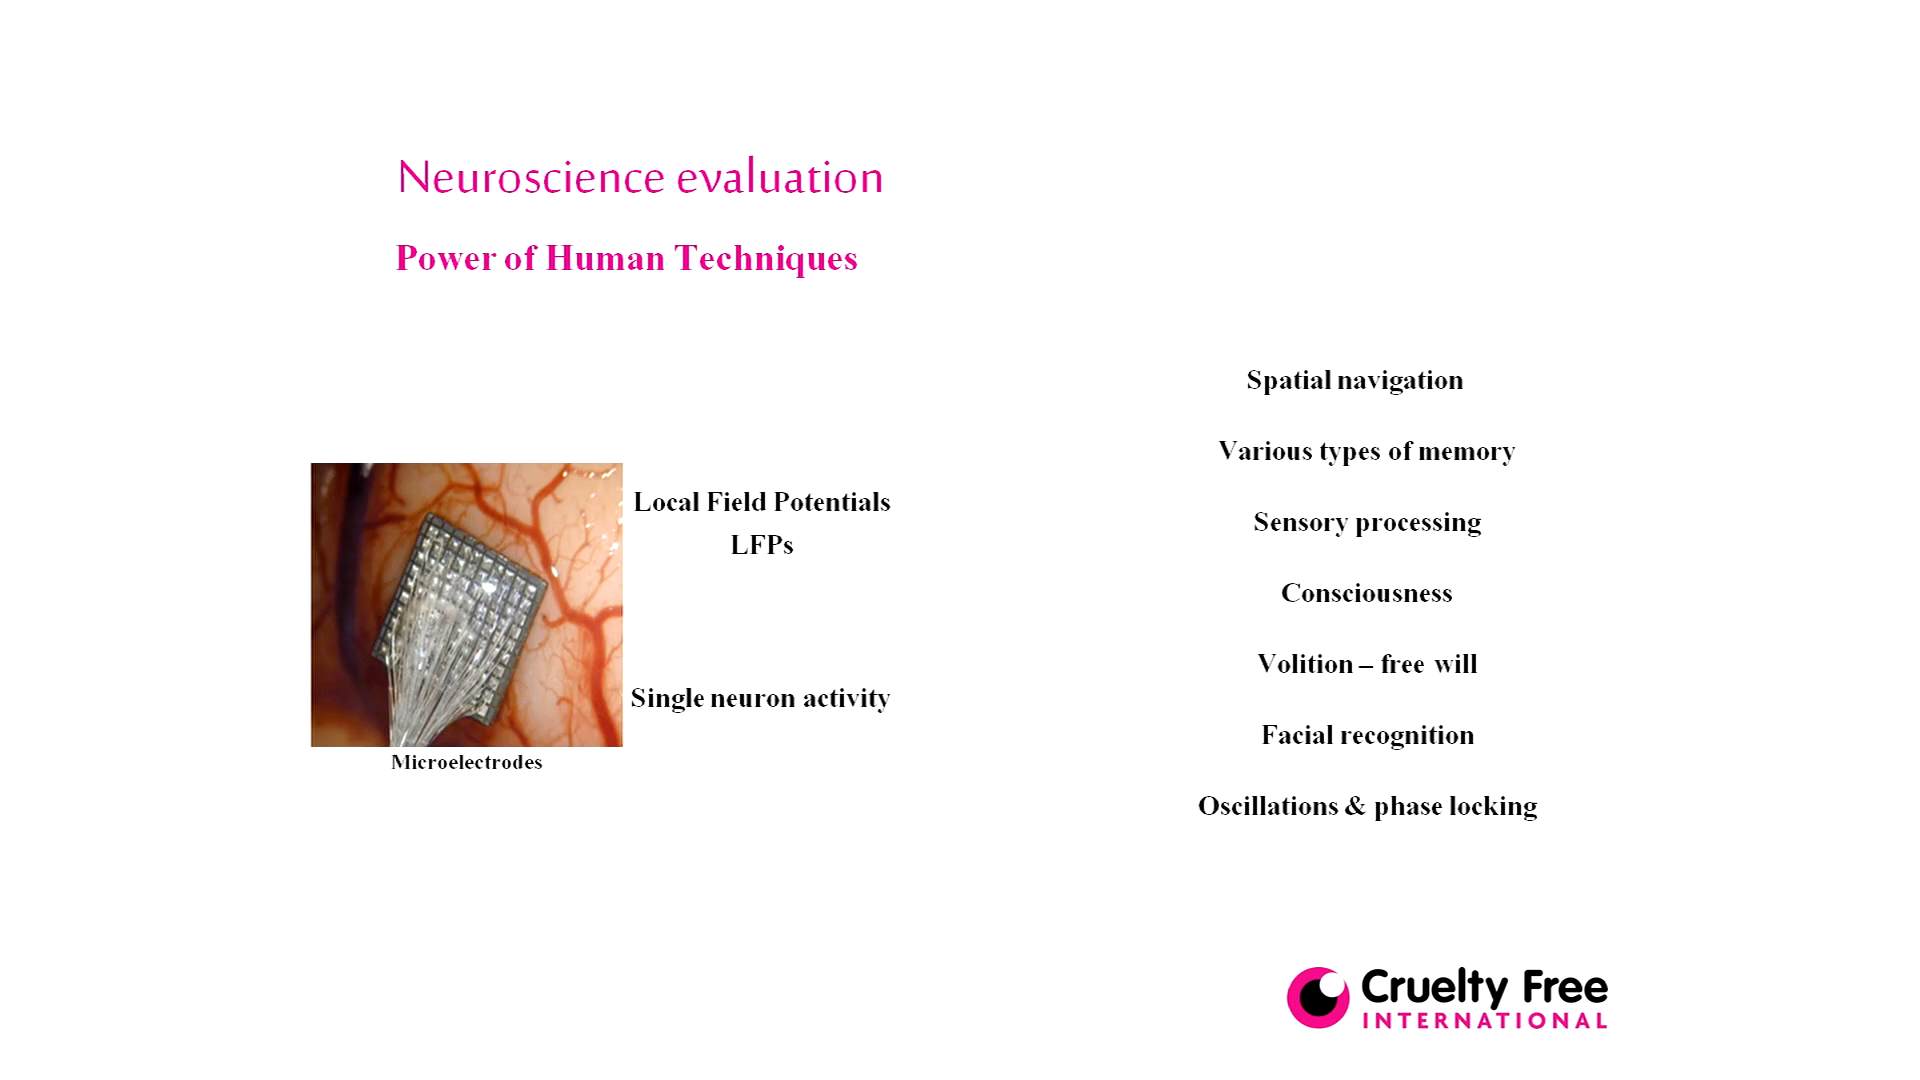 Neuroscience evaluation
Power of Human Techniques
Local Field Potentials
LFPs
Single neuron activity
Microelectrodes
Spatial navigation
Various types of memory
Sensory processing
Consciousness
Volition – free will
Facial recognition
Oscillations & phase locking
Cruelty Free
INTERNATIONAL